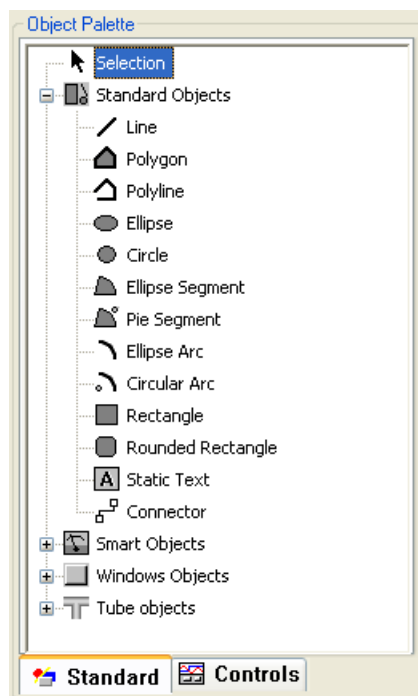 Object Palette
Selection
Standard Objects
Line
Polygon
Polyline
Ellipse
Circle
Ellipse Segment
Pie Segment
Ellipse Arc
Circular Arc
Rectangle
Rounded Rectangle
A Static Text
Connector
Smart Objects
Windows Objects
Tube objects
Standard Controls